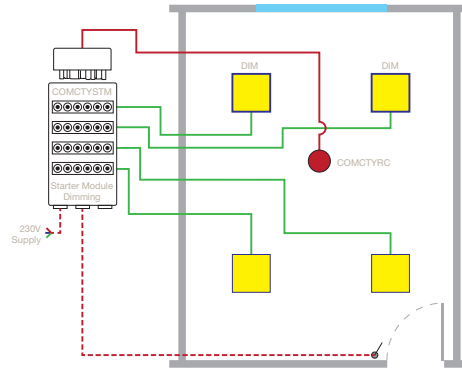 DIM
DIM
COMCTYSTM
COMCTYRC
Starter Module
Dimming
230V
Supply